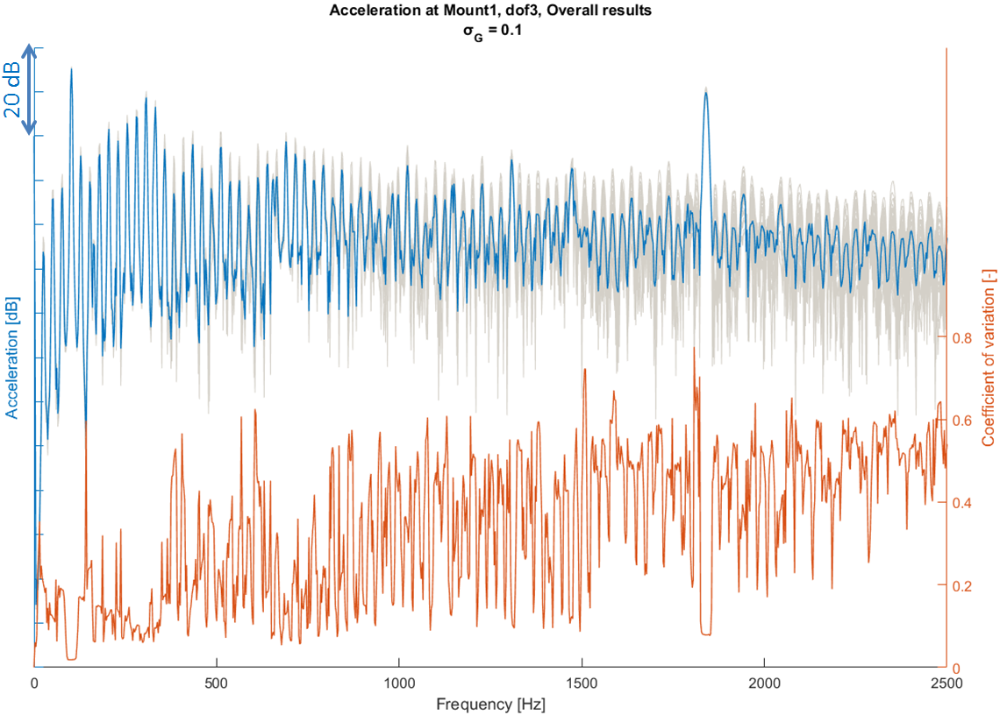 Acceleration at Mount1, dof3, Overall results
σG = 0.1
20 dB
Acceleration [dB]
0.8
0.6
0.4
0.2
0
Coefficient of variation [-]
0 500 1000 1500 2000 2500
Frequency [Hz]